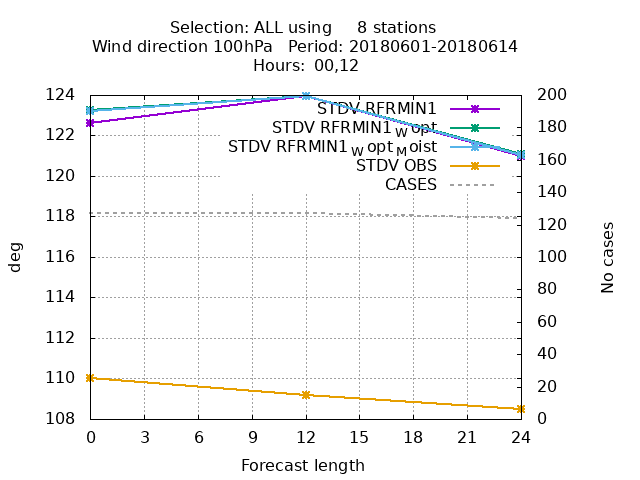 Selection: ALL using 8 stations
Wind direction 100hPa Period: 20180601-20180614
Hours: 00,12
STDV RFRMIN1
STDV RFRMIN1_W opt
STDV RFRMIN1_W opt_M oist
STDV OBS
CASES
124
122
120
118
116
114
112
110
108
200
180
160
140
120
100
80
60
40
20
0
deg
No cases
0 3 6 9 12 15 18 21 24
Forecast length